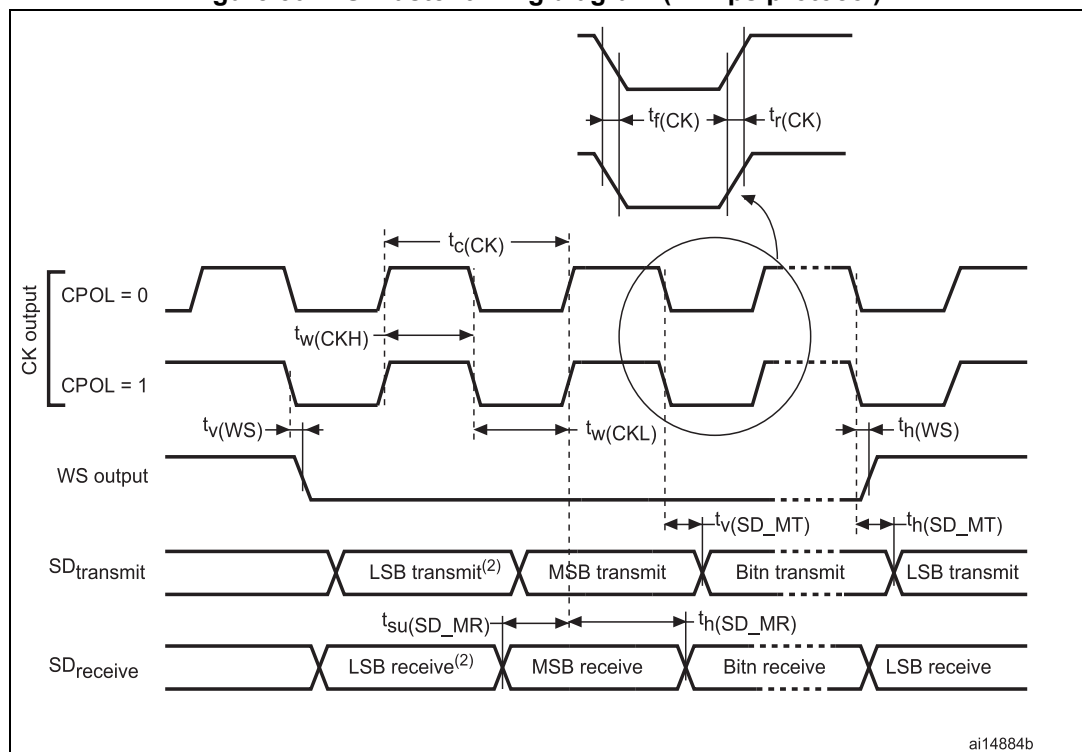 tf(CK)
tr(CK)
tc(CK)
CK output
CPOL = 0
tw(CKH)
CPOL = 1
tv(WS)
tw(CKL)
th(WS)
WS output
tv(SD_MT)
th(SD_MT)
SDtransmit
LSB transmit(2)
MSB transmit
Bitn transmit
LSB transmit
tsu(SD_MR)
th(SD_MR)
SDreceive
LSB receive(2)
MSB receive
Bitn receive
LSB receive
ai14884b